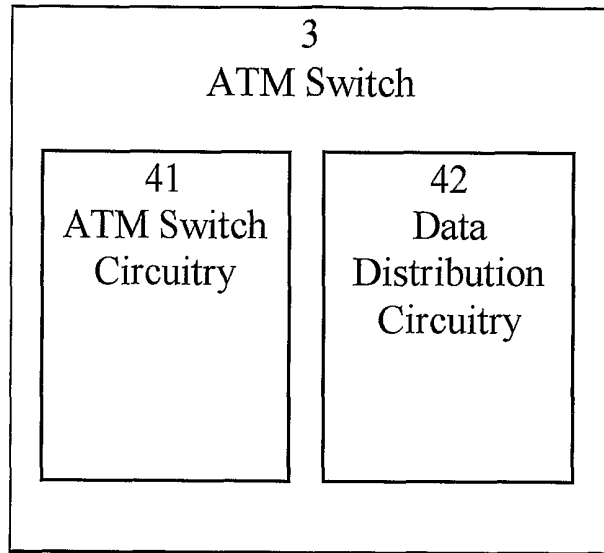 3
ATM Switch
41
ATM Switch
Circuitry
42
Data
Distribution
Circuitry